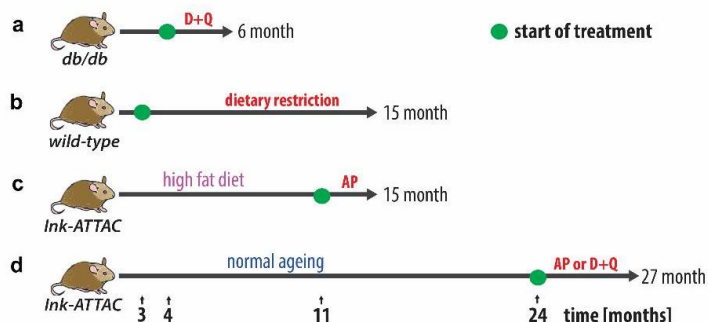 a D+Q 6 month start of treatment
db/db
b dietary restriction 15 month
wild-type
c high fat diet AP 15 month
Ink-ATTAC
d normal ageing AP or D+Q 27 month
Ink-ATTAC 3 4 11 24 time [months]